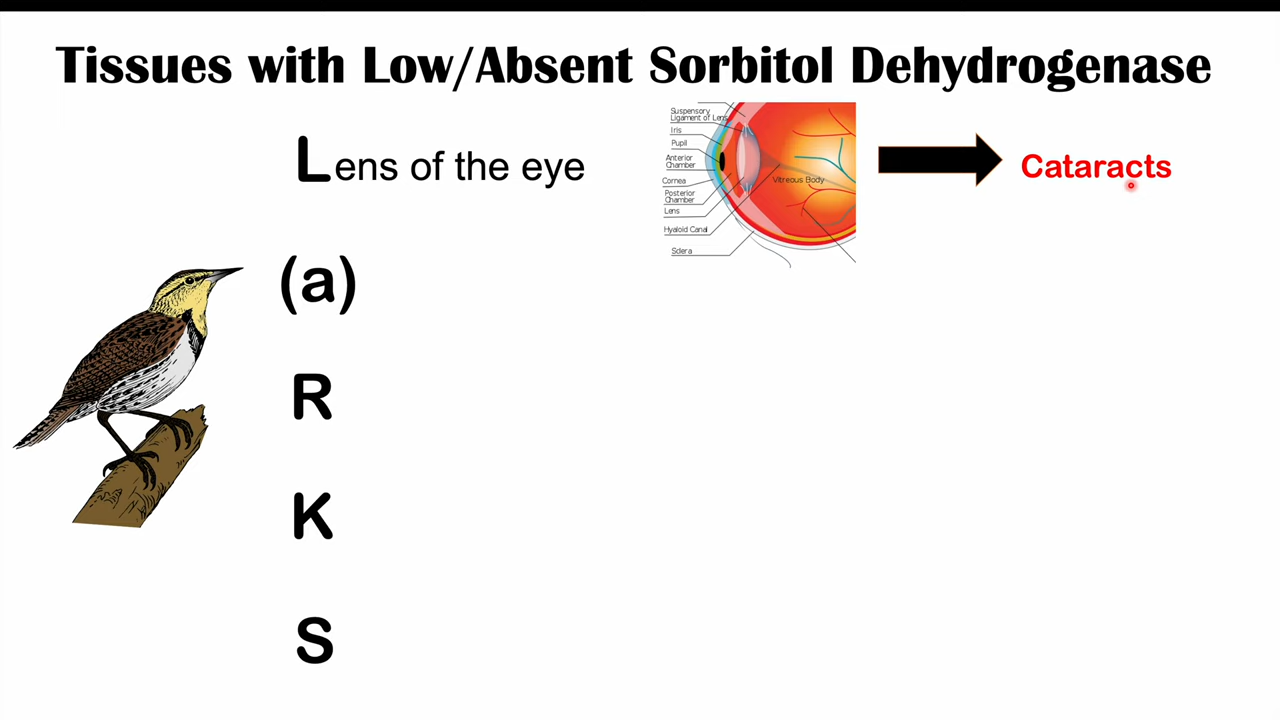 Tissues with Low/Absent Sorbitol Dehydrogenase
Lens of the eye
Suspensory
Ligament of Lens
Iris
Pupil
Anterior
Chamber
Cornea
Posterior
Chamber
Lens
Hyaloid Canal
Sclera
Vitreous Body
Cataracts
(a)
R
K
S